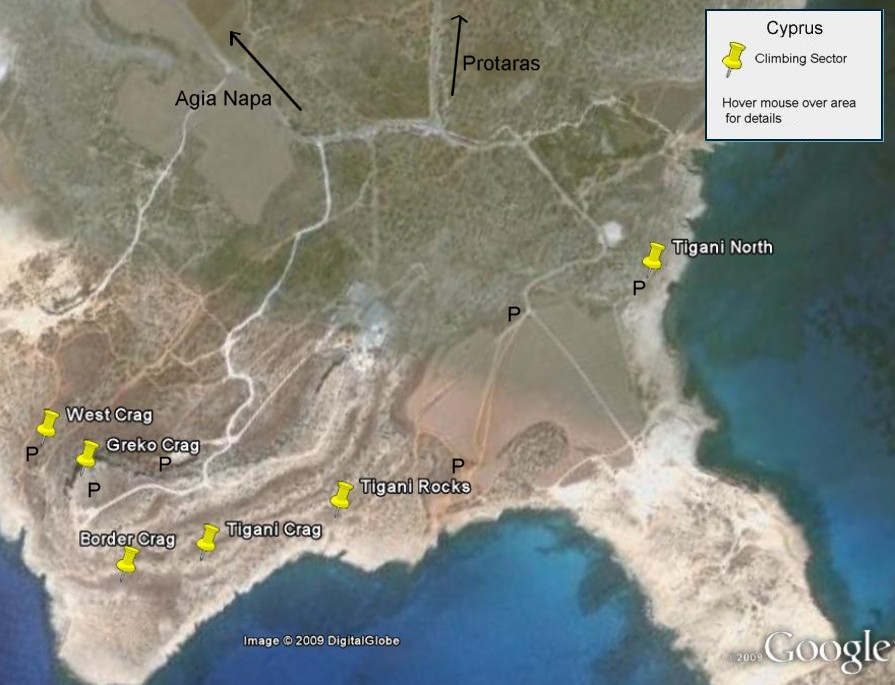 Cyprus
Climbing Sector
Hover mouse over area
for details
Protaras
Agia Napa
Tigani North
P
P
West Crag
Greko Crag
P
P
P
P
Tigani Rocks
Tigani Crag
Border Crag
Image © 2009 DigitalGlobe
© 2009 Google